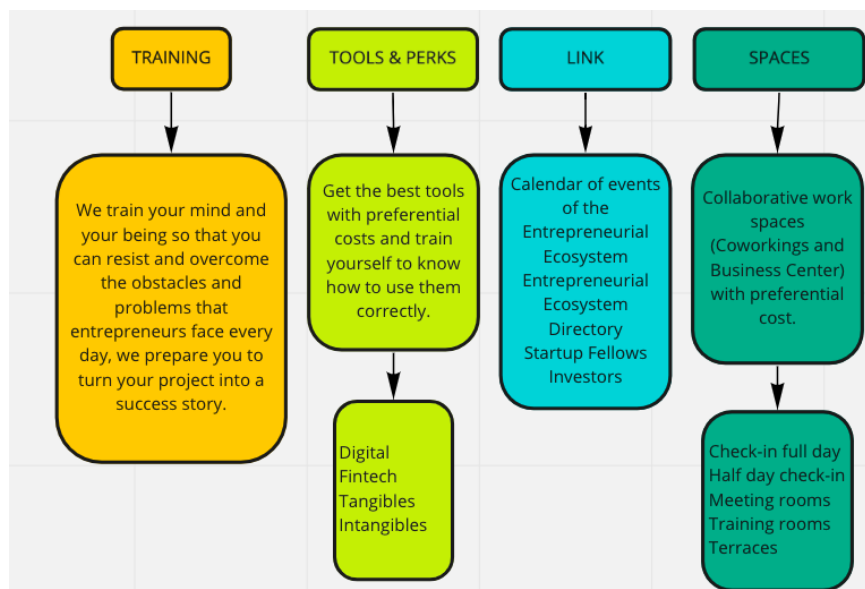 TRAINING
TOOLS & PERKS
LINK
SPACES
We train your mind and
your being so that you
can resist and overcome
the obstacles and
problems that
entrepreneurs face every
day, we prepare you to
turn your project into a
success story.
Get the best tools
with preferential
costs and train
yourself to know
how to use them
correctly.
Digital
Fintech
Tangibles
Intangibles
Calendar of events
of the
Entrepreneurial
Ecosystem
Entrepreneurial
Ecosystem
Directory
Startup Fellows
Investors
Collaborative work
spaces
(Coworkings and
Business Center)
with preferential
cost.
Check-in full day
Half day check-in
Meeting rooms
Training rooms
Terraces